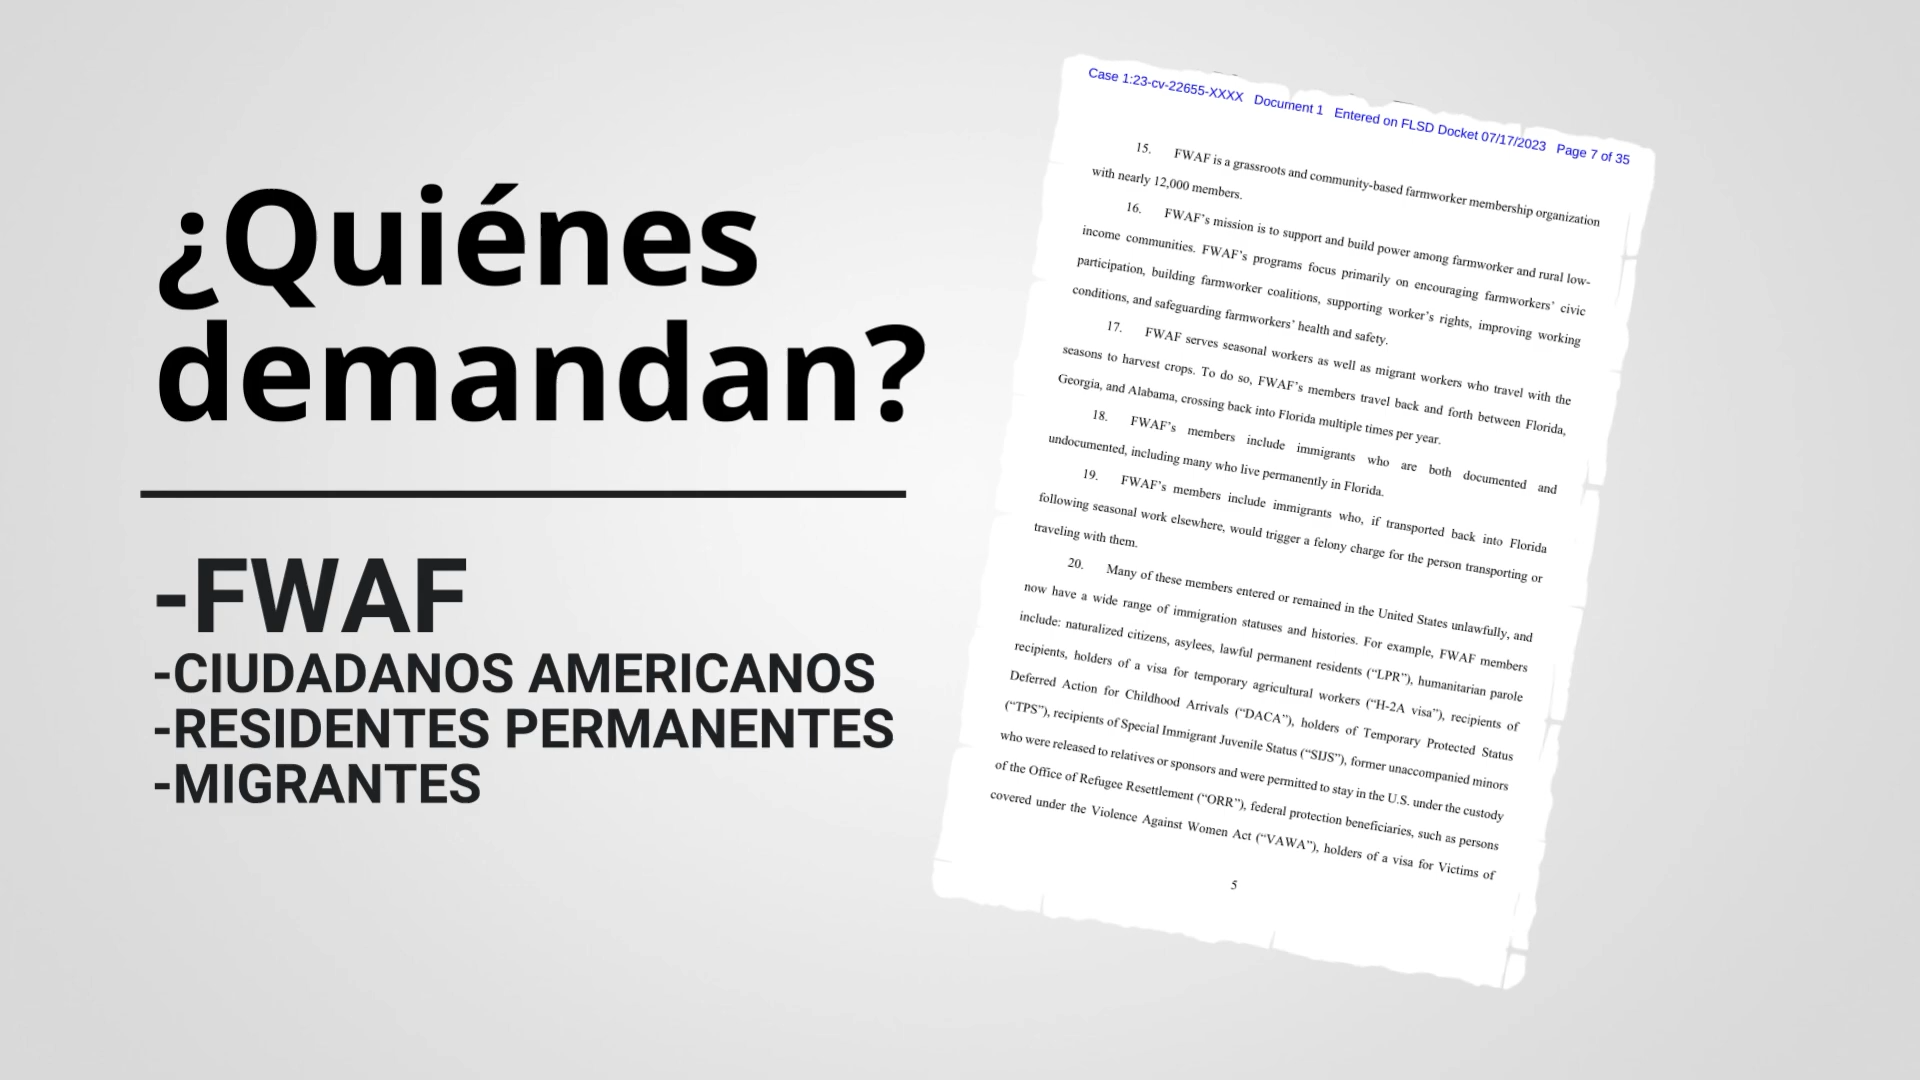 ¿Quiénes
demandan?
-FWAF
-CIUDADANOS AMERICANOS
-RESIDENTES PERMANENTES
-MIGRANTES
Case 1:23-cv-22655-XXXX Document 1 Entered on FLSD Docket 07/17/2023 Page 7 of 35
15. FWAF is a grassroots and community-based farmworker membership organization
with nearly 12,000 members.
16. FWAF’s mission is to support and build power among farmworker and rural low-
income communities. FWAF’s programs focus primarily on encouraging farmworkers’ civic
participation, building farmworker coalitions, supporting worker’s rights, improving working
conditions, and safeguarding farmworkers’ health and safety.
17. FWAF serves seasonal workers as well as migrant workers who travel with the
seasons to harvest crops. To do so, FWAF’s members travel back and forth between Florida,
Georgia, and Alabama, crossing back into Florida multiple times per year.
18. FWAF’s members include immigrants who are both documented and
undocumented, including many who live permanently in Florida.
19. FWAF’s members include immigrants who, if transported back into Florida
following seasonal work elsewhere, would trigger a felony charge for the person transporting or
traveling with them.
20. Many of these members entered or remained in the United States unlawfully, and
now have a wide range of immigration statuses and histories. For example, FWAF members
include: naturalized citizens, asylees, lawful permanent residents (“LPR”), humanitarian parole
recipients, holders of a visa for temporary agricultural workers (“H-2A visa”), recipients of
Deferred Action for Childhood Arrivals (“DACA”), holders of Temporary Protected Status
(“TPS”), recipients of Special Immigrant Juvenile Status (“SIJS”), former unaccompanied minors
who were released to relatives or sponsors and were permitted to stay in the U.S. under the custody
of the Office of Refugee Resettlement (“ORR”), federal protection beneficiaries, such as persons
covered under the Violence Against Women Act (“VAWA”), holders of a visa for Victims of
5